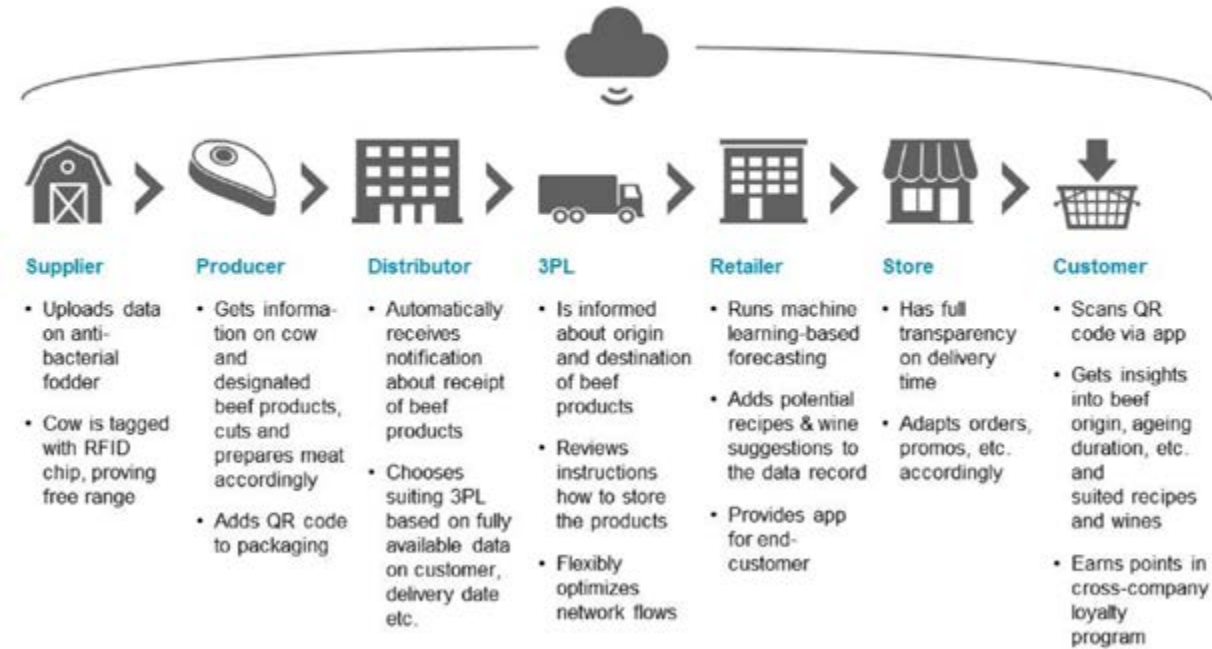 Supplier
• Uploads data
on anti-
bacterial
fodder
• Cow is tagged
with RFID
chip, proving
free range
Producer
• Gets informa-
tion on cow
and
designated
beef products,
cuts and
prepares meat
accordingly
• Adds QR code
to packaging
Distributor
• Automatically
receives
notification
about receipt
of beef
products
• Chooses
suiting 3PL
based on fully
available data
on customer,
delivery date
etc.
3PL
• Is informed
about origin
and destination
of beef
products
• Reviews
instructions
how to store
the products
• Flexibly
optimizes
network flows
Retailer
• Runs machine
learning-based
forecasting
• Adds potential
recipes & wine
suggestions to
the data record
• Provides app
for end-
customer
Store
• Has full
transparency
on delivery
time
• Adapts orders,
promos, etc.
accordingly
Customer
• Scans QR
code via app
• Gets insights
into beef
origin, ageing
duration, etc.
and
suited recipes
and wines
• Earns points in
cross-company
loyalty
program